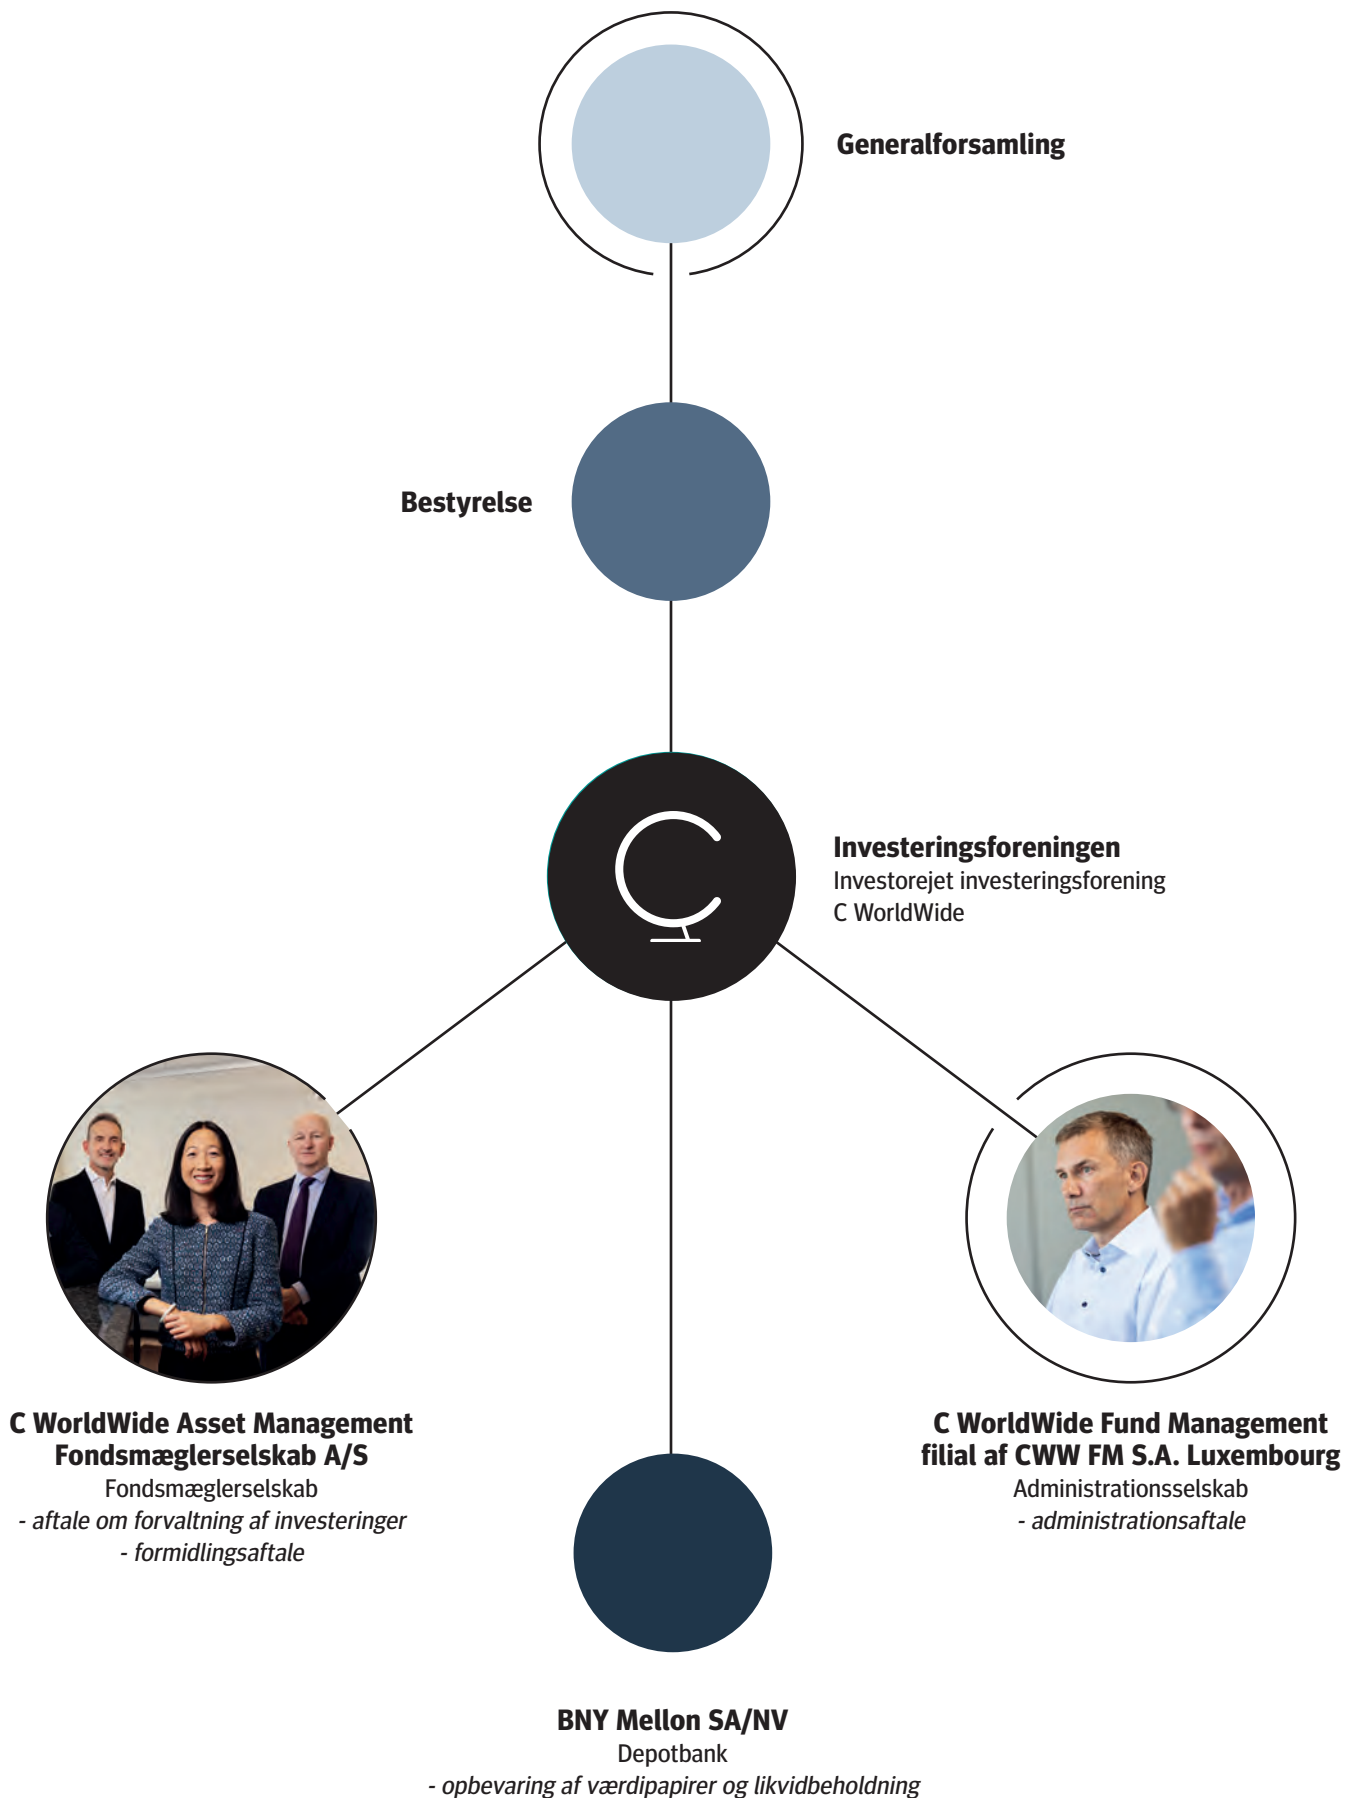 Generalforsamling
Bestyrelse
Investeringsforeningen
Investorejet investeringsforening
C WorldWide
C WorldWide Asset Management
Fondsmæglerselskab A/S
Fondsmæglerselskab
- aftale om forvaltning af investeringer
- formidlingsaftale
C WorldWide Fund Management
filial af CWW FM S.A. Luxembourg
Administrationsselskab
- administrationsaftale
BNY Mellon SA/NV
Depotbank
- opbevaring af værdipapirer og likvidbeholdning